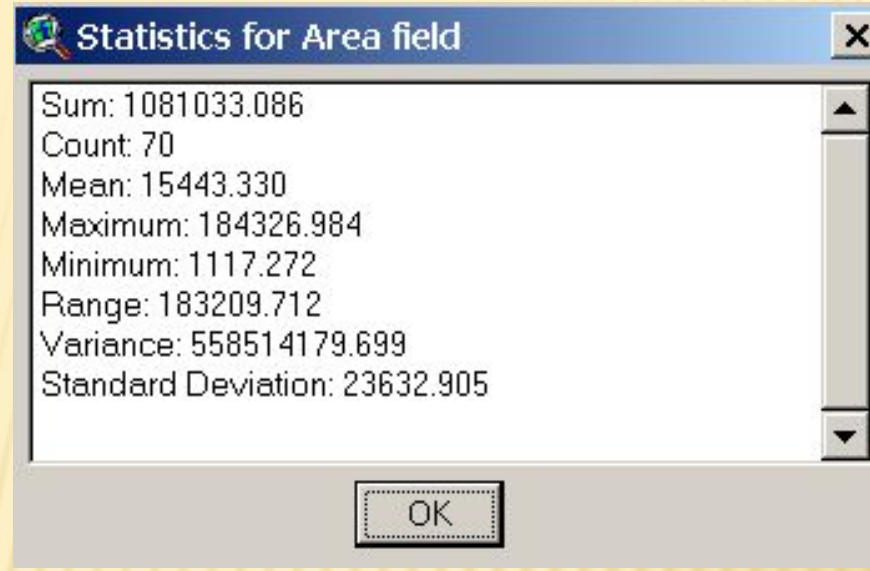 Statistics for Area field
Sum: 1081033.086
Count: 70
Mean: 15443.330
Maximum: 184326.984
Minimum: 1117.272
Range: 183209.712
Variance: 558514179.699
Standard Deviation: 23632.905
OK